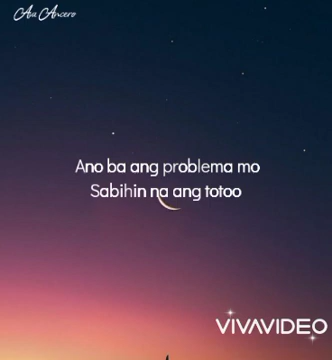 Aia Ancero
Ano ba ang problema mo
Sabihin na ang totoo
VIVAVIDEO